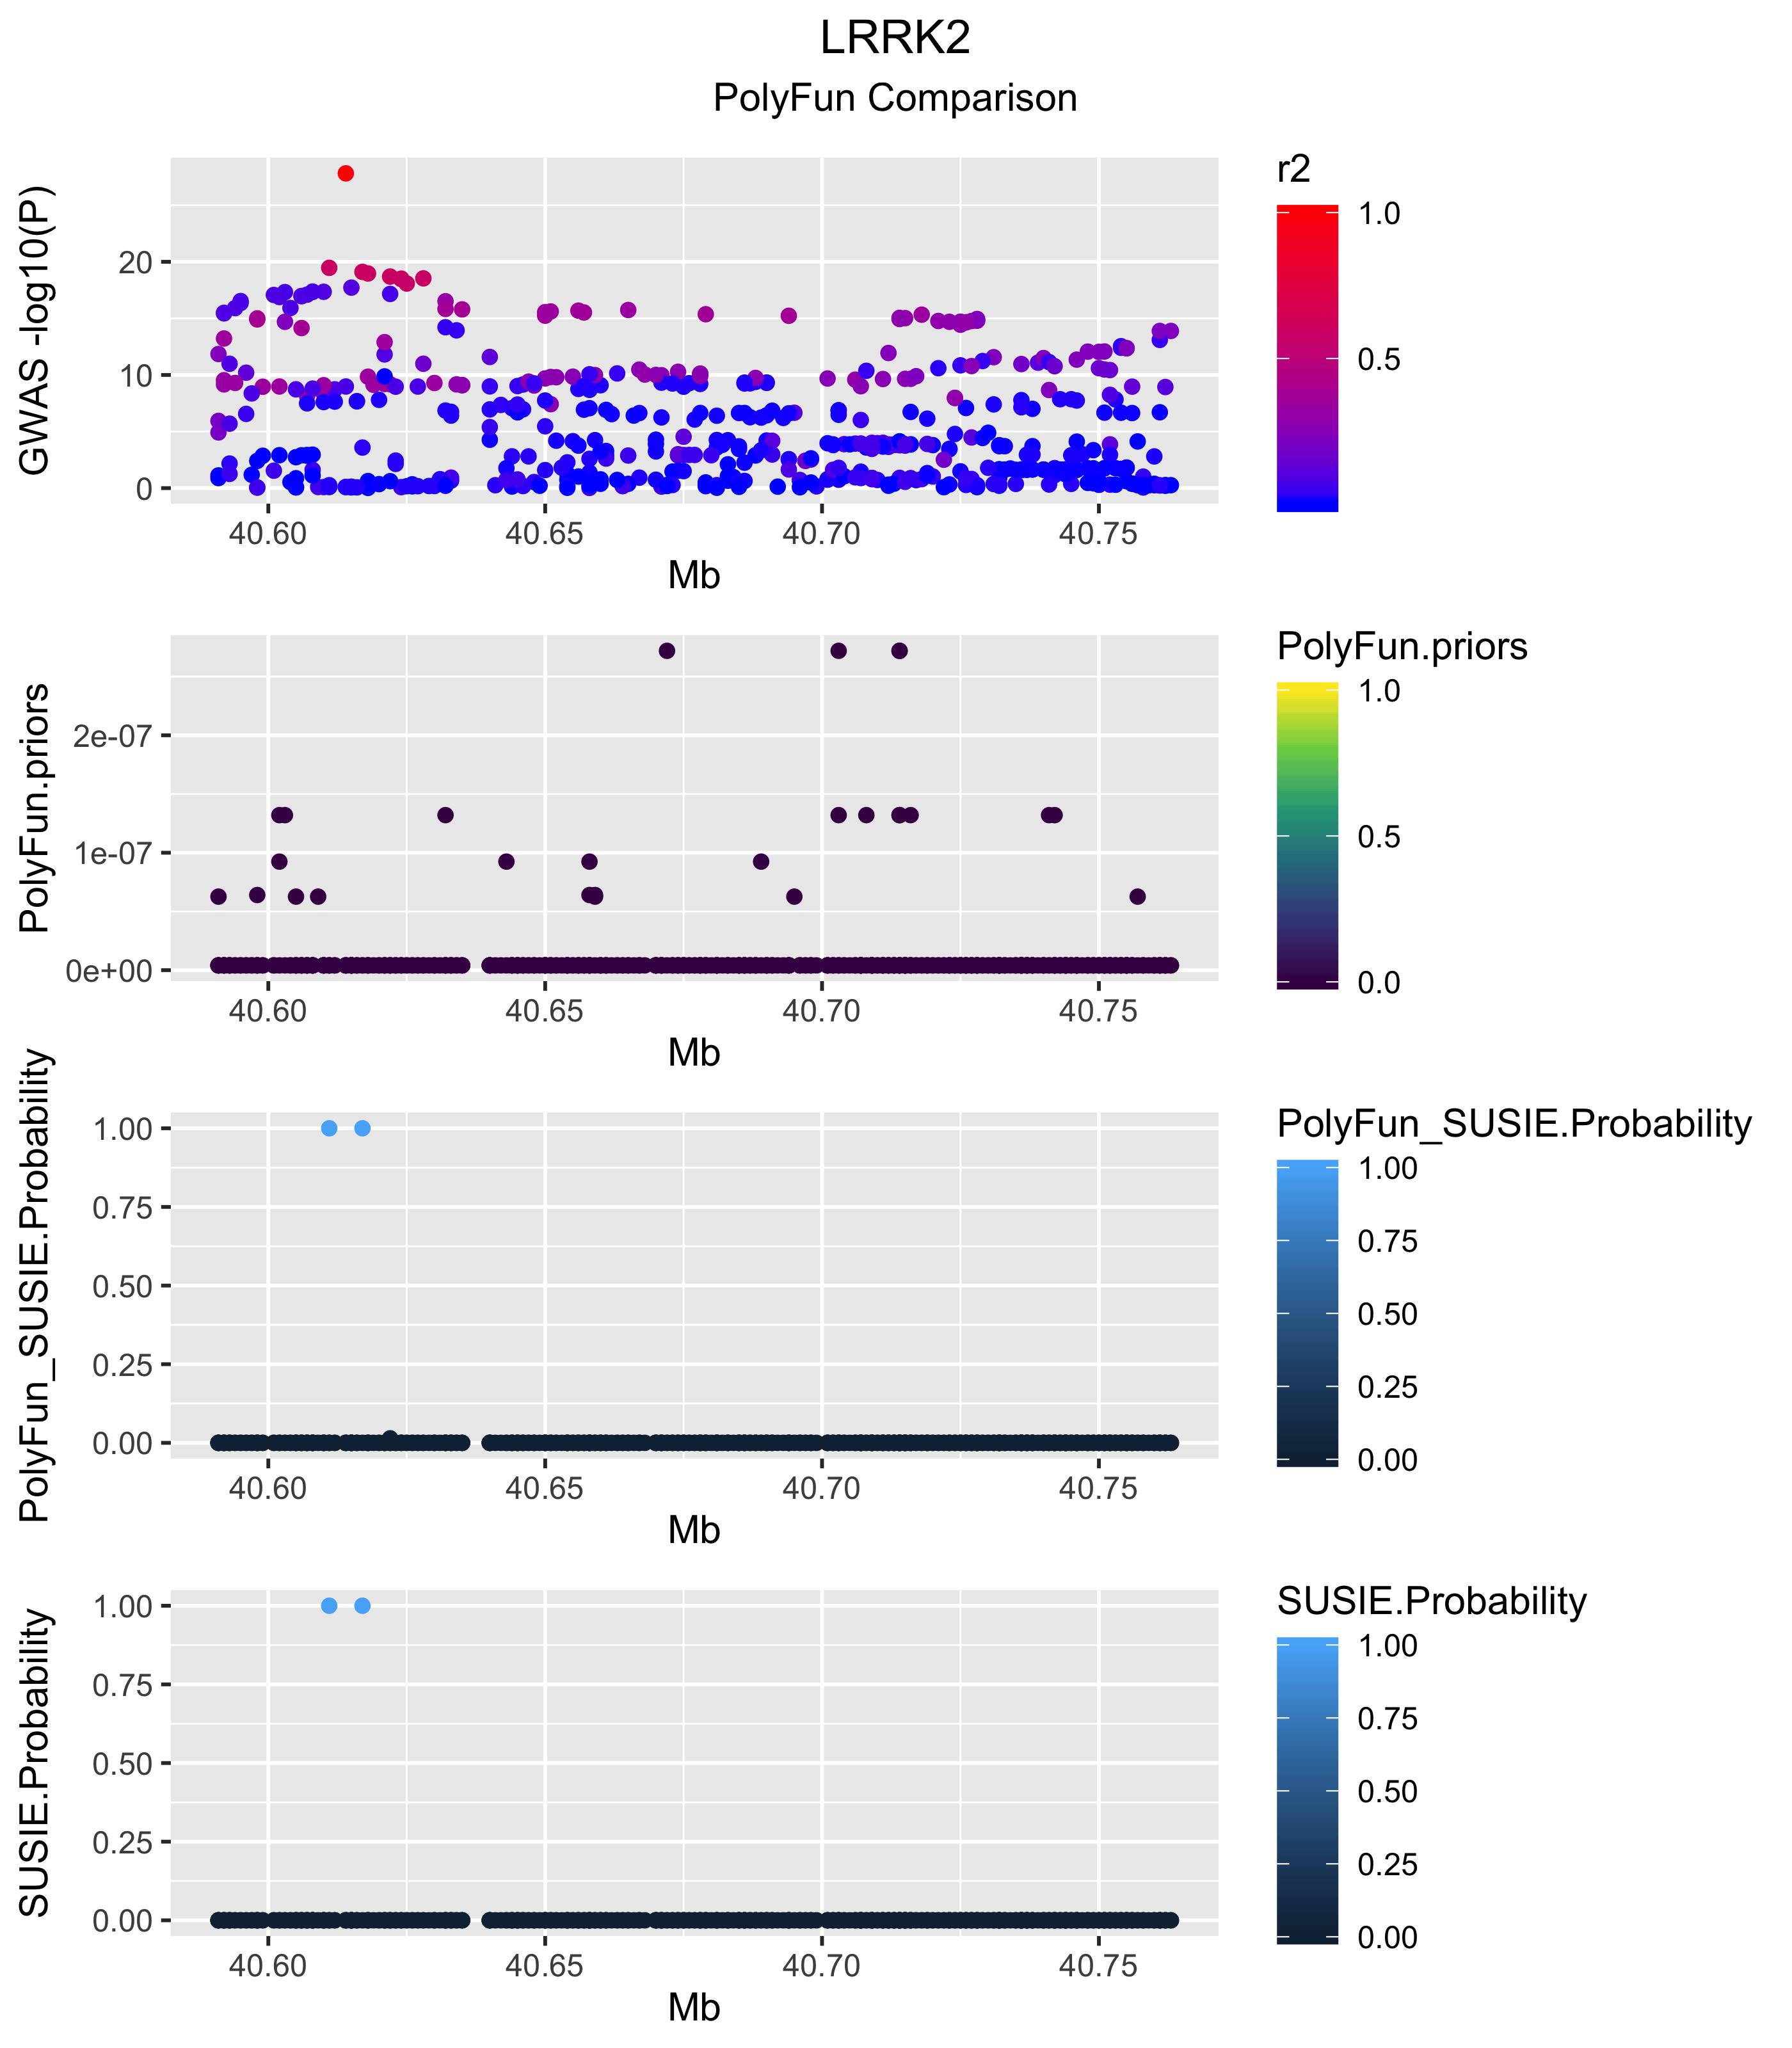 LRRK2
PolyFun Comparison
GWAS -log10(P)
20
10
0
40.60 40.65 40.70 40.75
Mb
r2
1.0
0.5
PolyFun.priors
2e-07
1e-07
0e+00
40.60 40.65 40.70 40.75
Mb
PolyFun.priors
1.0
0.5
0.0
PolyFun_SUSIE.Probability
1.00
0.75
0.50
0.25
0.00
40.60 40.65 40.70 40.75
Mb
PolyFun_SUSIE.Probability
1.00
0.75
0.50
0.25
0.00
SUSIE.Probability
1.00
0.75
0.50
0.25
0.00
40.60 40.65 40.70 40.75
Mb
SUSIE.Probability
1.00
0.75
0.50
0.25
0.00